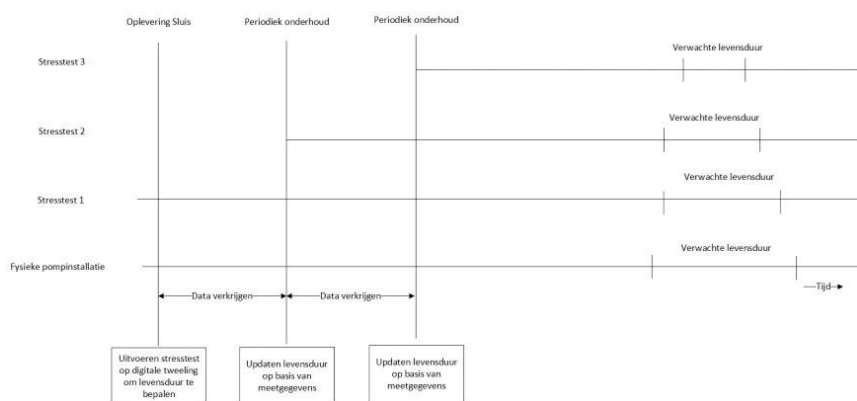 Oplevering Sluis
Periodiek onderhoud
Periodiek onderhoud
Stresstest 3
Verwachte levensduur
Stresstest 2
Verwachte levensduur
Stresstest 1
Verwachte levensduur
Fysieke pompinstallatie
Verwachte levensduur
Data verkrijgen
Data verkrijgen
Tijd
Uitvoeren stresstest
op digitale tweeling
om levensduur te
bepalen
Updaten levensduur
op basis van
meetgegevens
Updaten levensduur
op basis van
meetgegevens